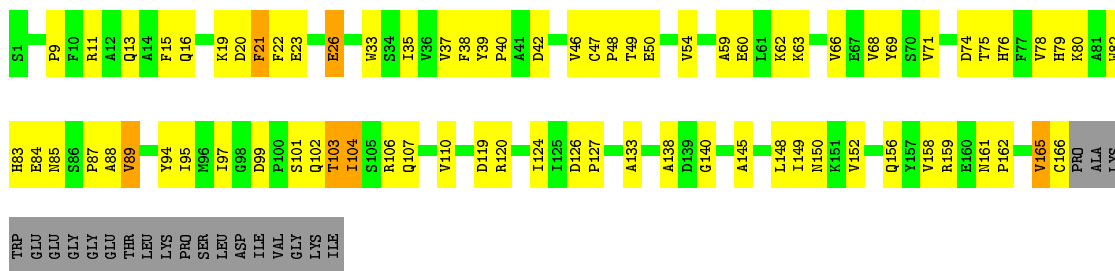 S1 P9 F10 R11 A12 Q13 A14 F15 Q16 K19 D20 F21 F22 E23 E26 W33 S34 I35 V36 V37 F38 Y39 P40 A41 D42 V46 C47 P48 T49 E50 V54 A59 E60 L61 K62 K63 V66 E67 V68 Y69 S70 V71 D74 T75 H76 F77 V78 H79 K80 A81 W82
H83 E84 N85 S86 P87 A88 V89 Y94 I95 M96 I97 G98 D99 P100 S101 Q102 T103 I104 S105 R106 Q107 V110 D119 R120 I124 I125 D126 P127 A133 A138 D139 G140 A145 L148 I149 N150 K151 V152 Q156 Y157 V158 R159 E160 N161 P162 V165 C166 PRO ALA LYS
TRP GLU GLU GLY GLY GLU THR LEU LYS PRO SER LEU ASP ILE VAL GLY LYS ILE